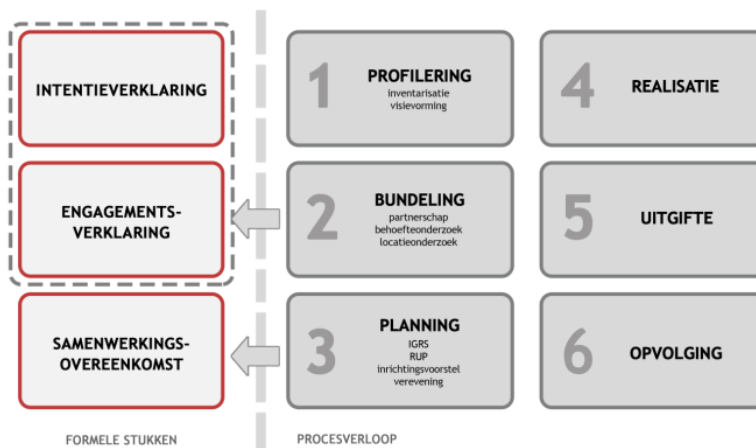 INTENTIEVERKLARING
ENGAGEMENTS-
VERKLARING
SAMENWERKINGS-
OVEREENKOMST
FORMELE STUKKEN
1
PROFILERING
inventarisatie
visievorming
2
BUNDELING
partnerschap
behoefteonderzoek
locatieonderzoek
3
PLANNING
IGRS
RUP
inrichtingsvoorstel
verevening
4
REALISATIE
5
UITGIFTE
6
OPVOLGING
PROCESVERLOOP